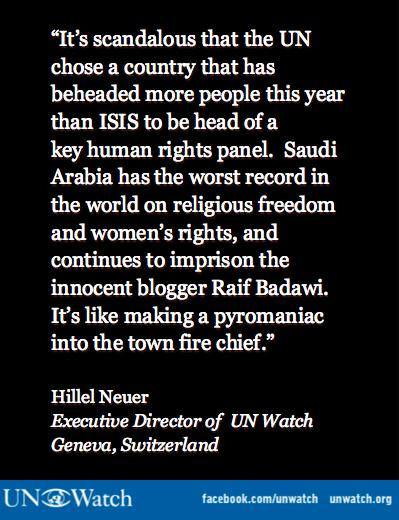 “It’s scandalous that the UN
chose a country that has
beheaded more people this year
than ISIS to be head of a
key human rights panel.  Saudi
Arabia has the worst record in
the world on religious freedom
and women’s rights, and
continues to imprison the
innocent blogger Raif Badawi.
It’s like making a pyromaniac
into the town fire chief.”
Hillel Neuer
Executive Director of  UN Watch
Geneva, Switzerland
UN Watch
facebook.com/unwatch unwatch.org